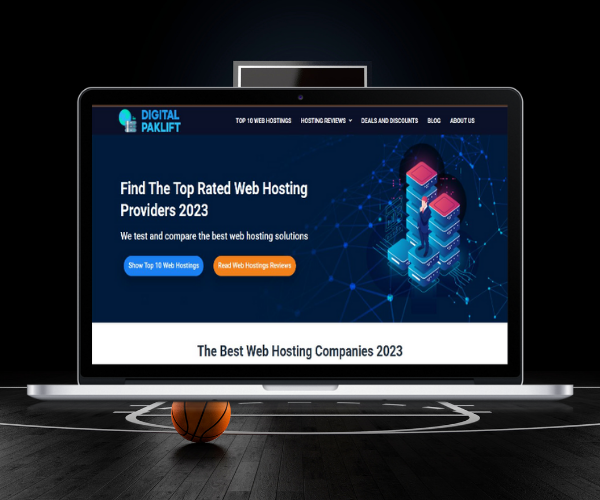 DIGITAL
PAKLIFT
TOP 10 WEB HOSTINGS HOSTING REVIEWS DEALS AND DISCOUNTS BLOG ABOUT US
Find The Top Rated Web Hosting
Providers 2023
We test and compare the best web hosting solutions
Show Top 10 Web Hostings Read Web Hostings Reviews
The Best Web Hosting Companies 2023